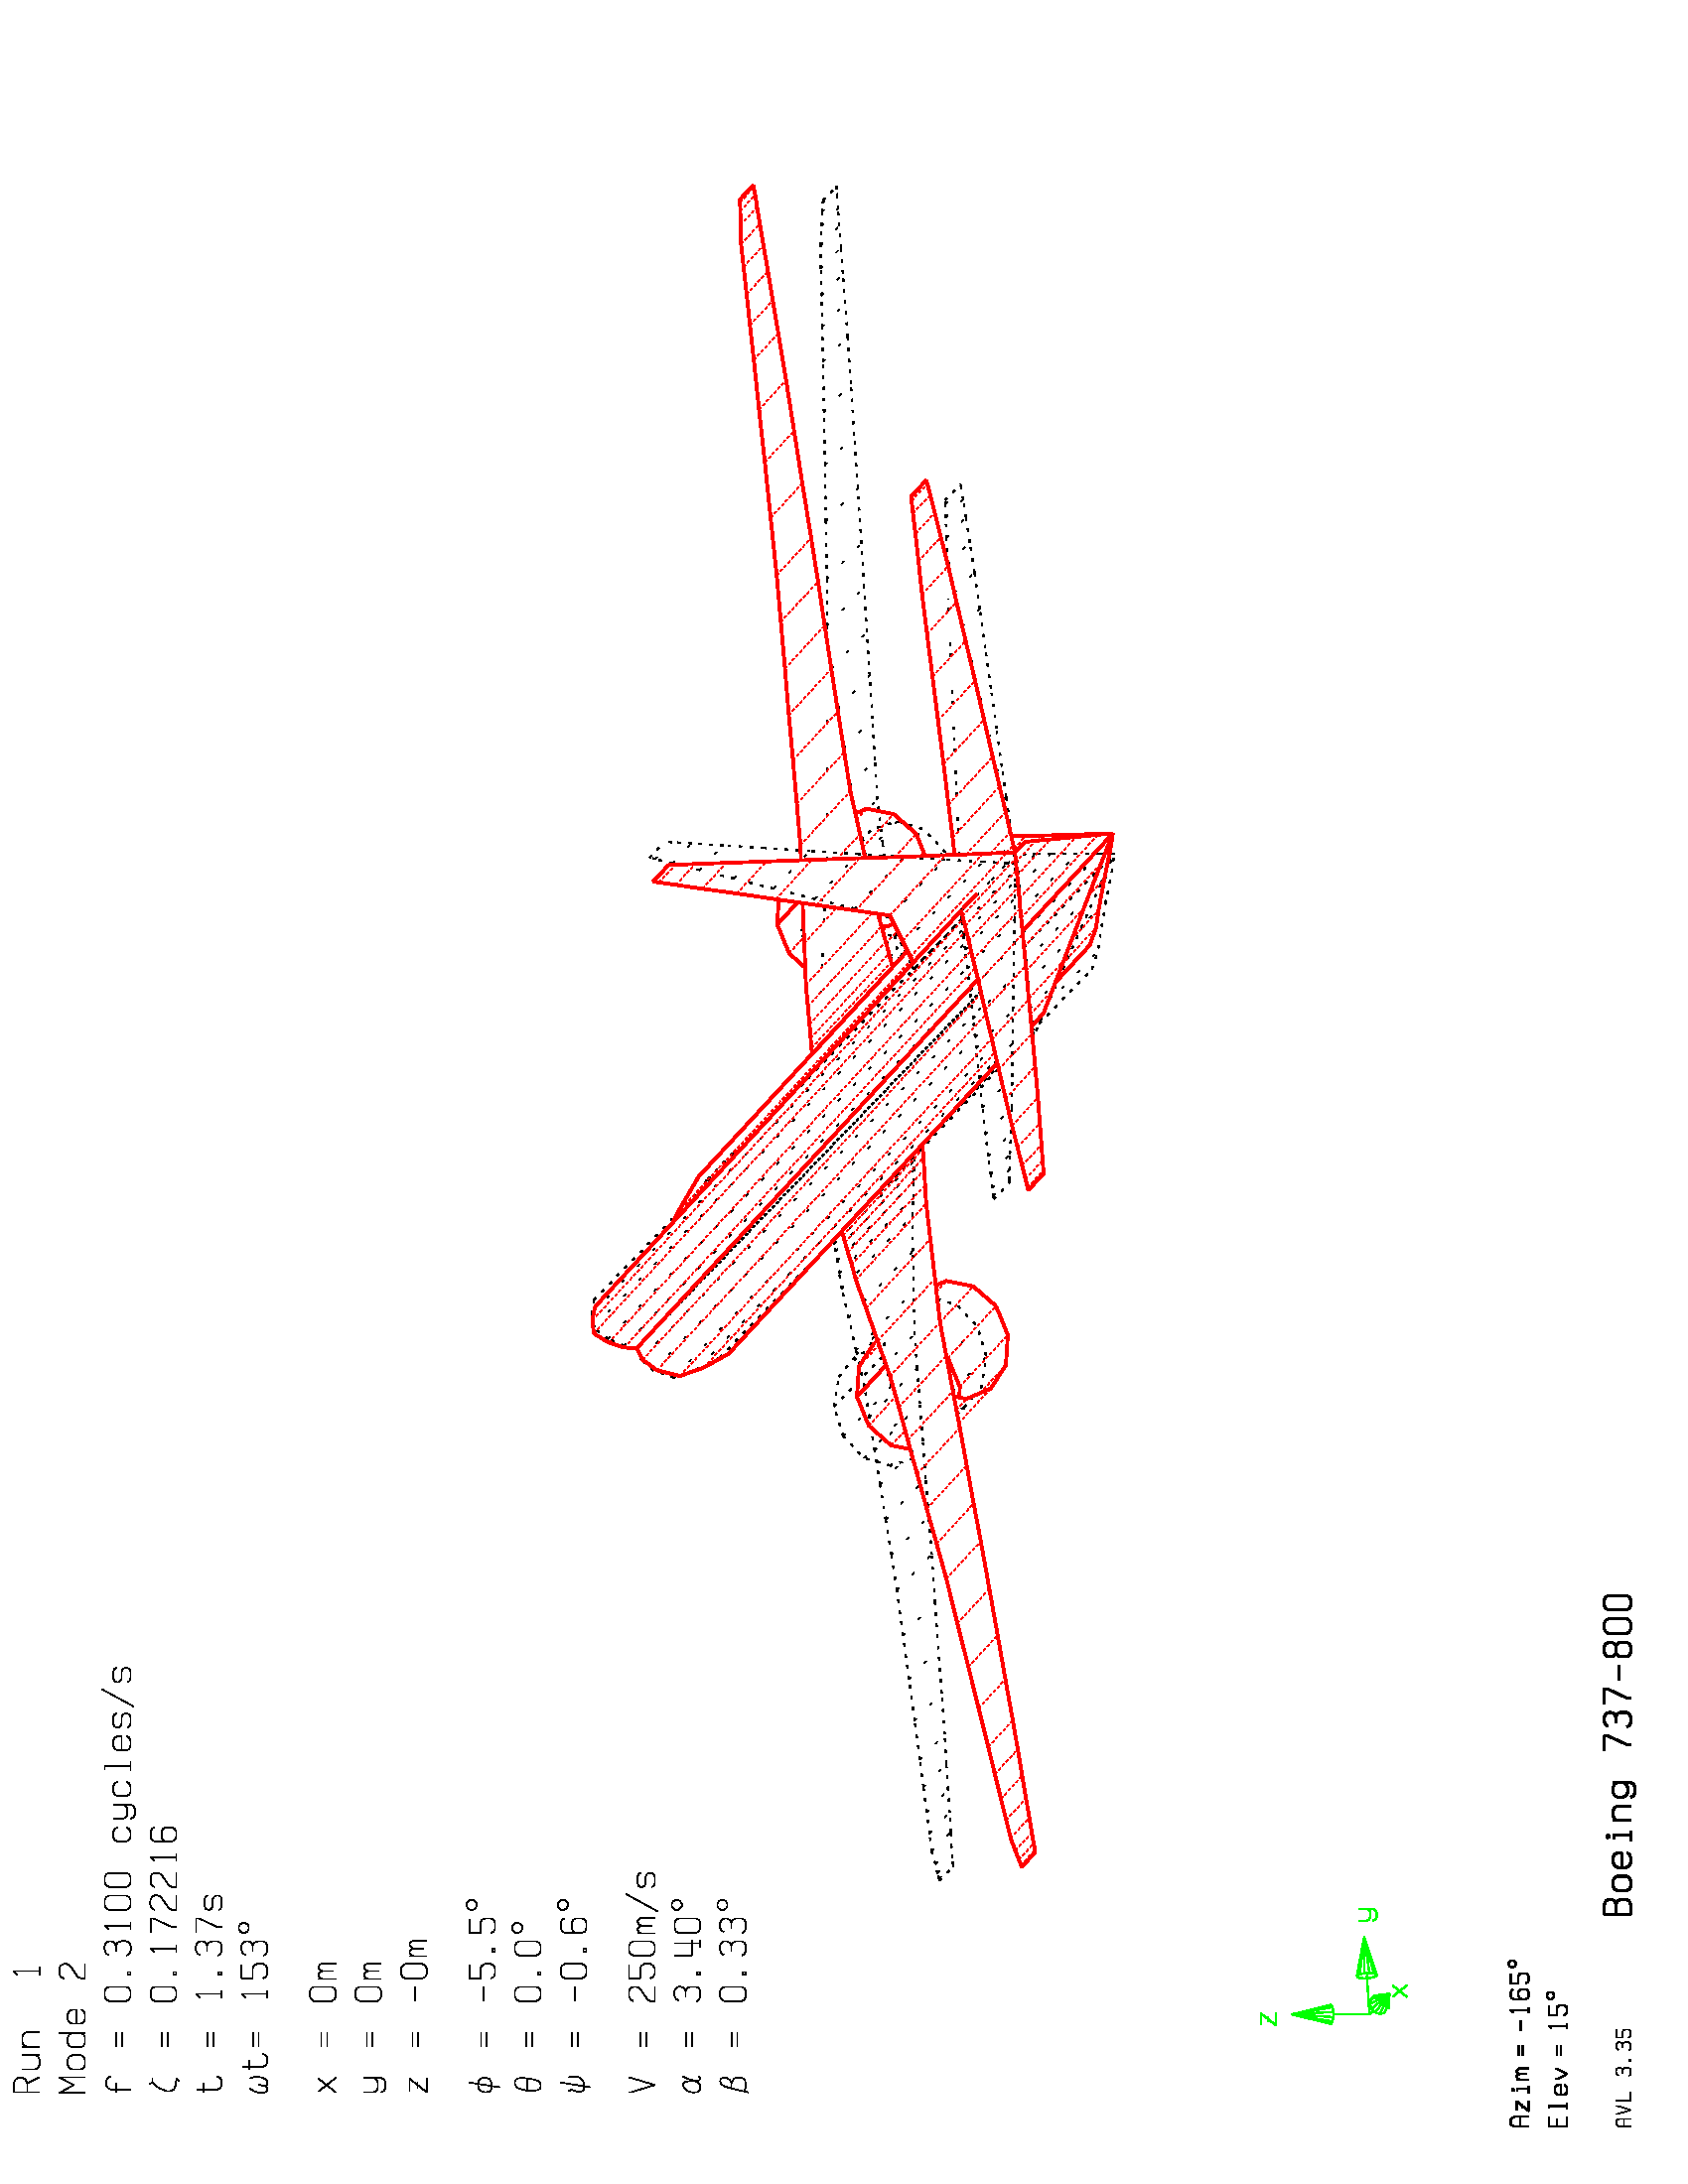 Run 1
Mode 2
f = 0.3100 cycles/s
ζ = 0.172216
t = 1.37s
ωt= 153°
x = 0m
y = 0m
z = -0m
ϕ = -5.5°
θ = 0.0°
ψ = -0.6°
V = 250m/s
α = 3.40°
β = 0.33°
z
y
x
Azim = -165°
Elev = 15°
AVL 3.35
Boeing 737-800